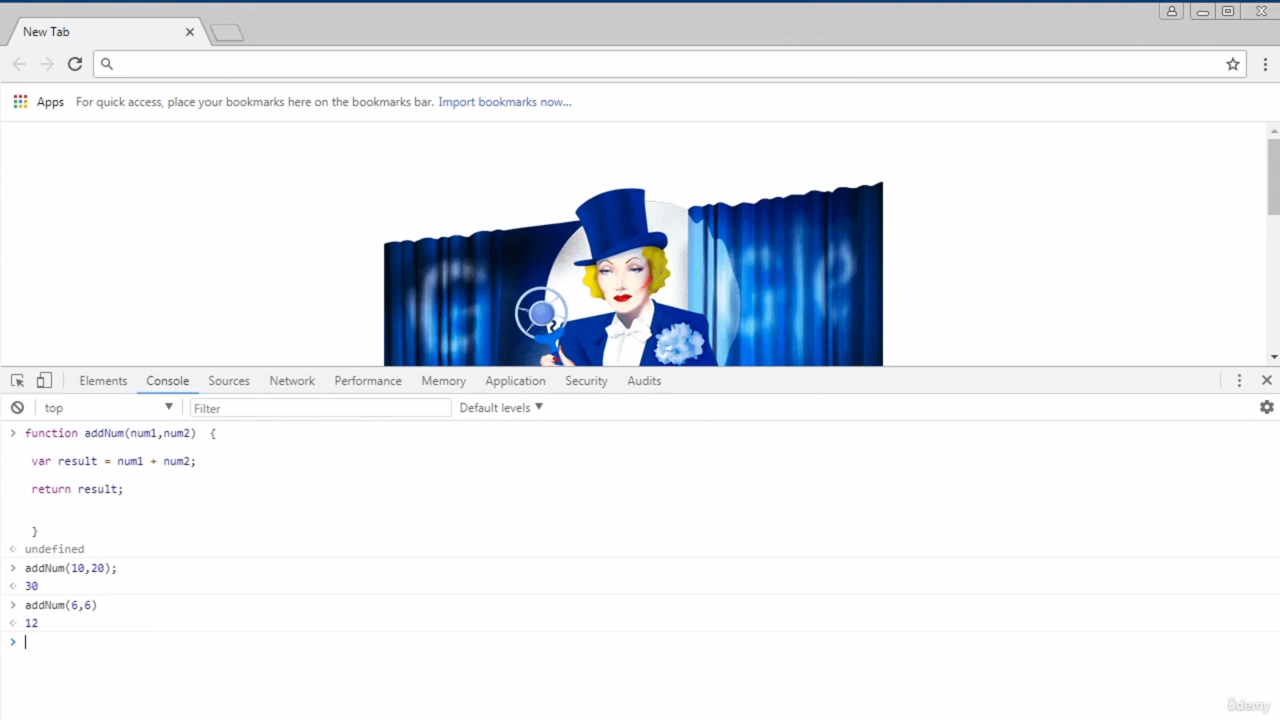 New Tab
Apps For quick access, place your bookmarks here on the bookmarks bar. Import bookmarks now...
Elements Console Sources Network Performance Memory Application Security Audits
top Filter Default levels
function addNum(num1,num2)  {
var result = num1 + num2;
return result;
}
undefined
addNum(10,20);
30
addNum(6,6)
12
ûdemy